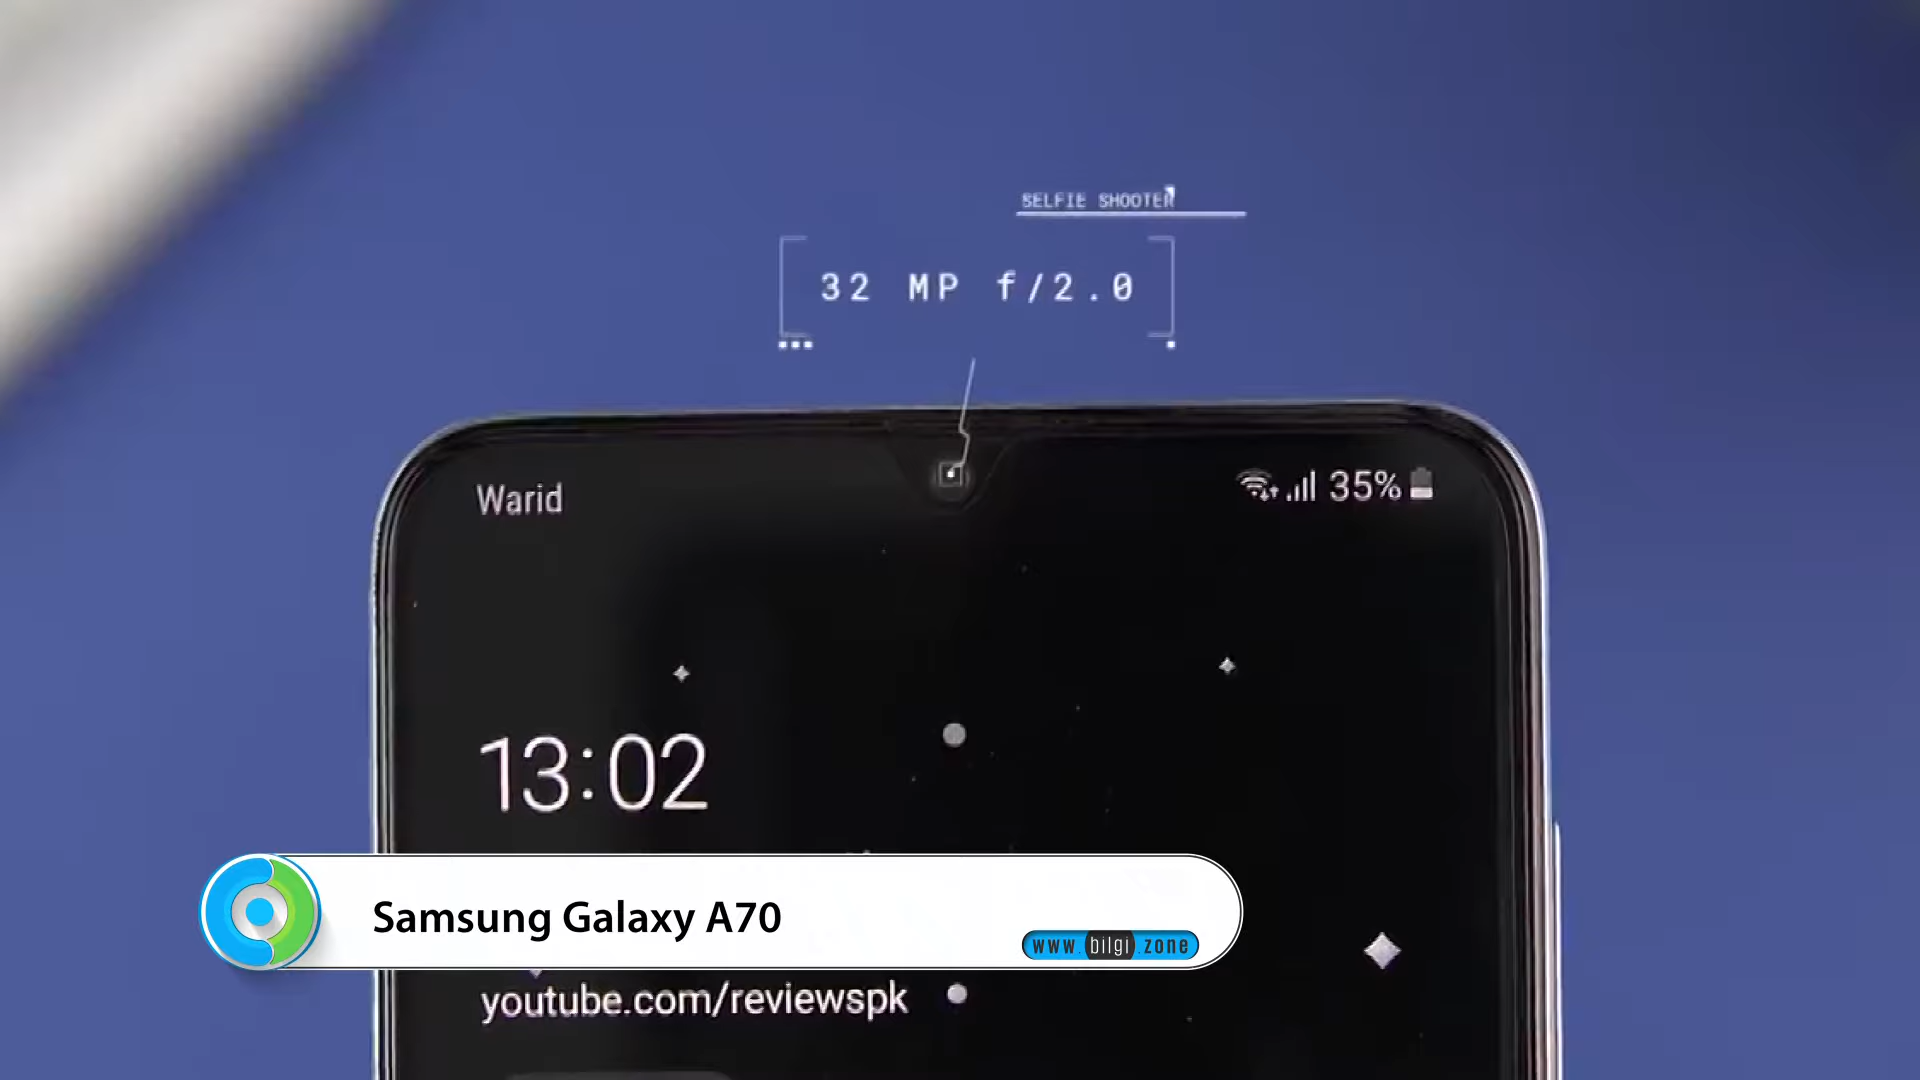 SELFIE SHOOTER
32 MP f/2.0
Warid
35%
13:02
Samsung Galaxy A70
www.bilgi.zone
youtube.com/reviewspk